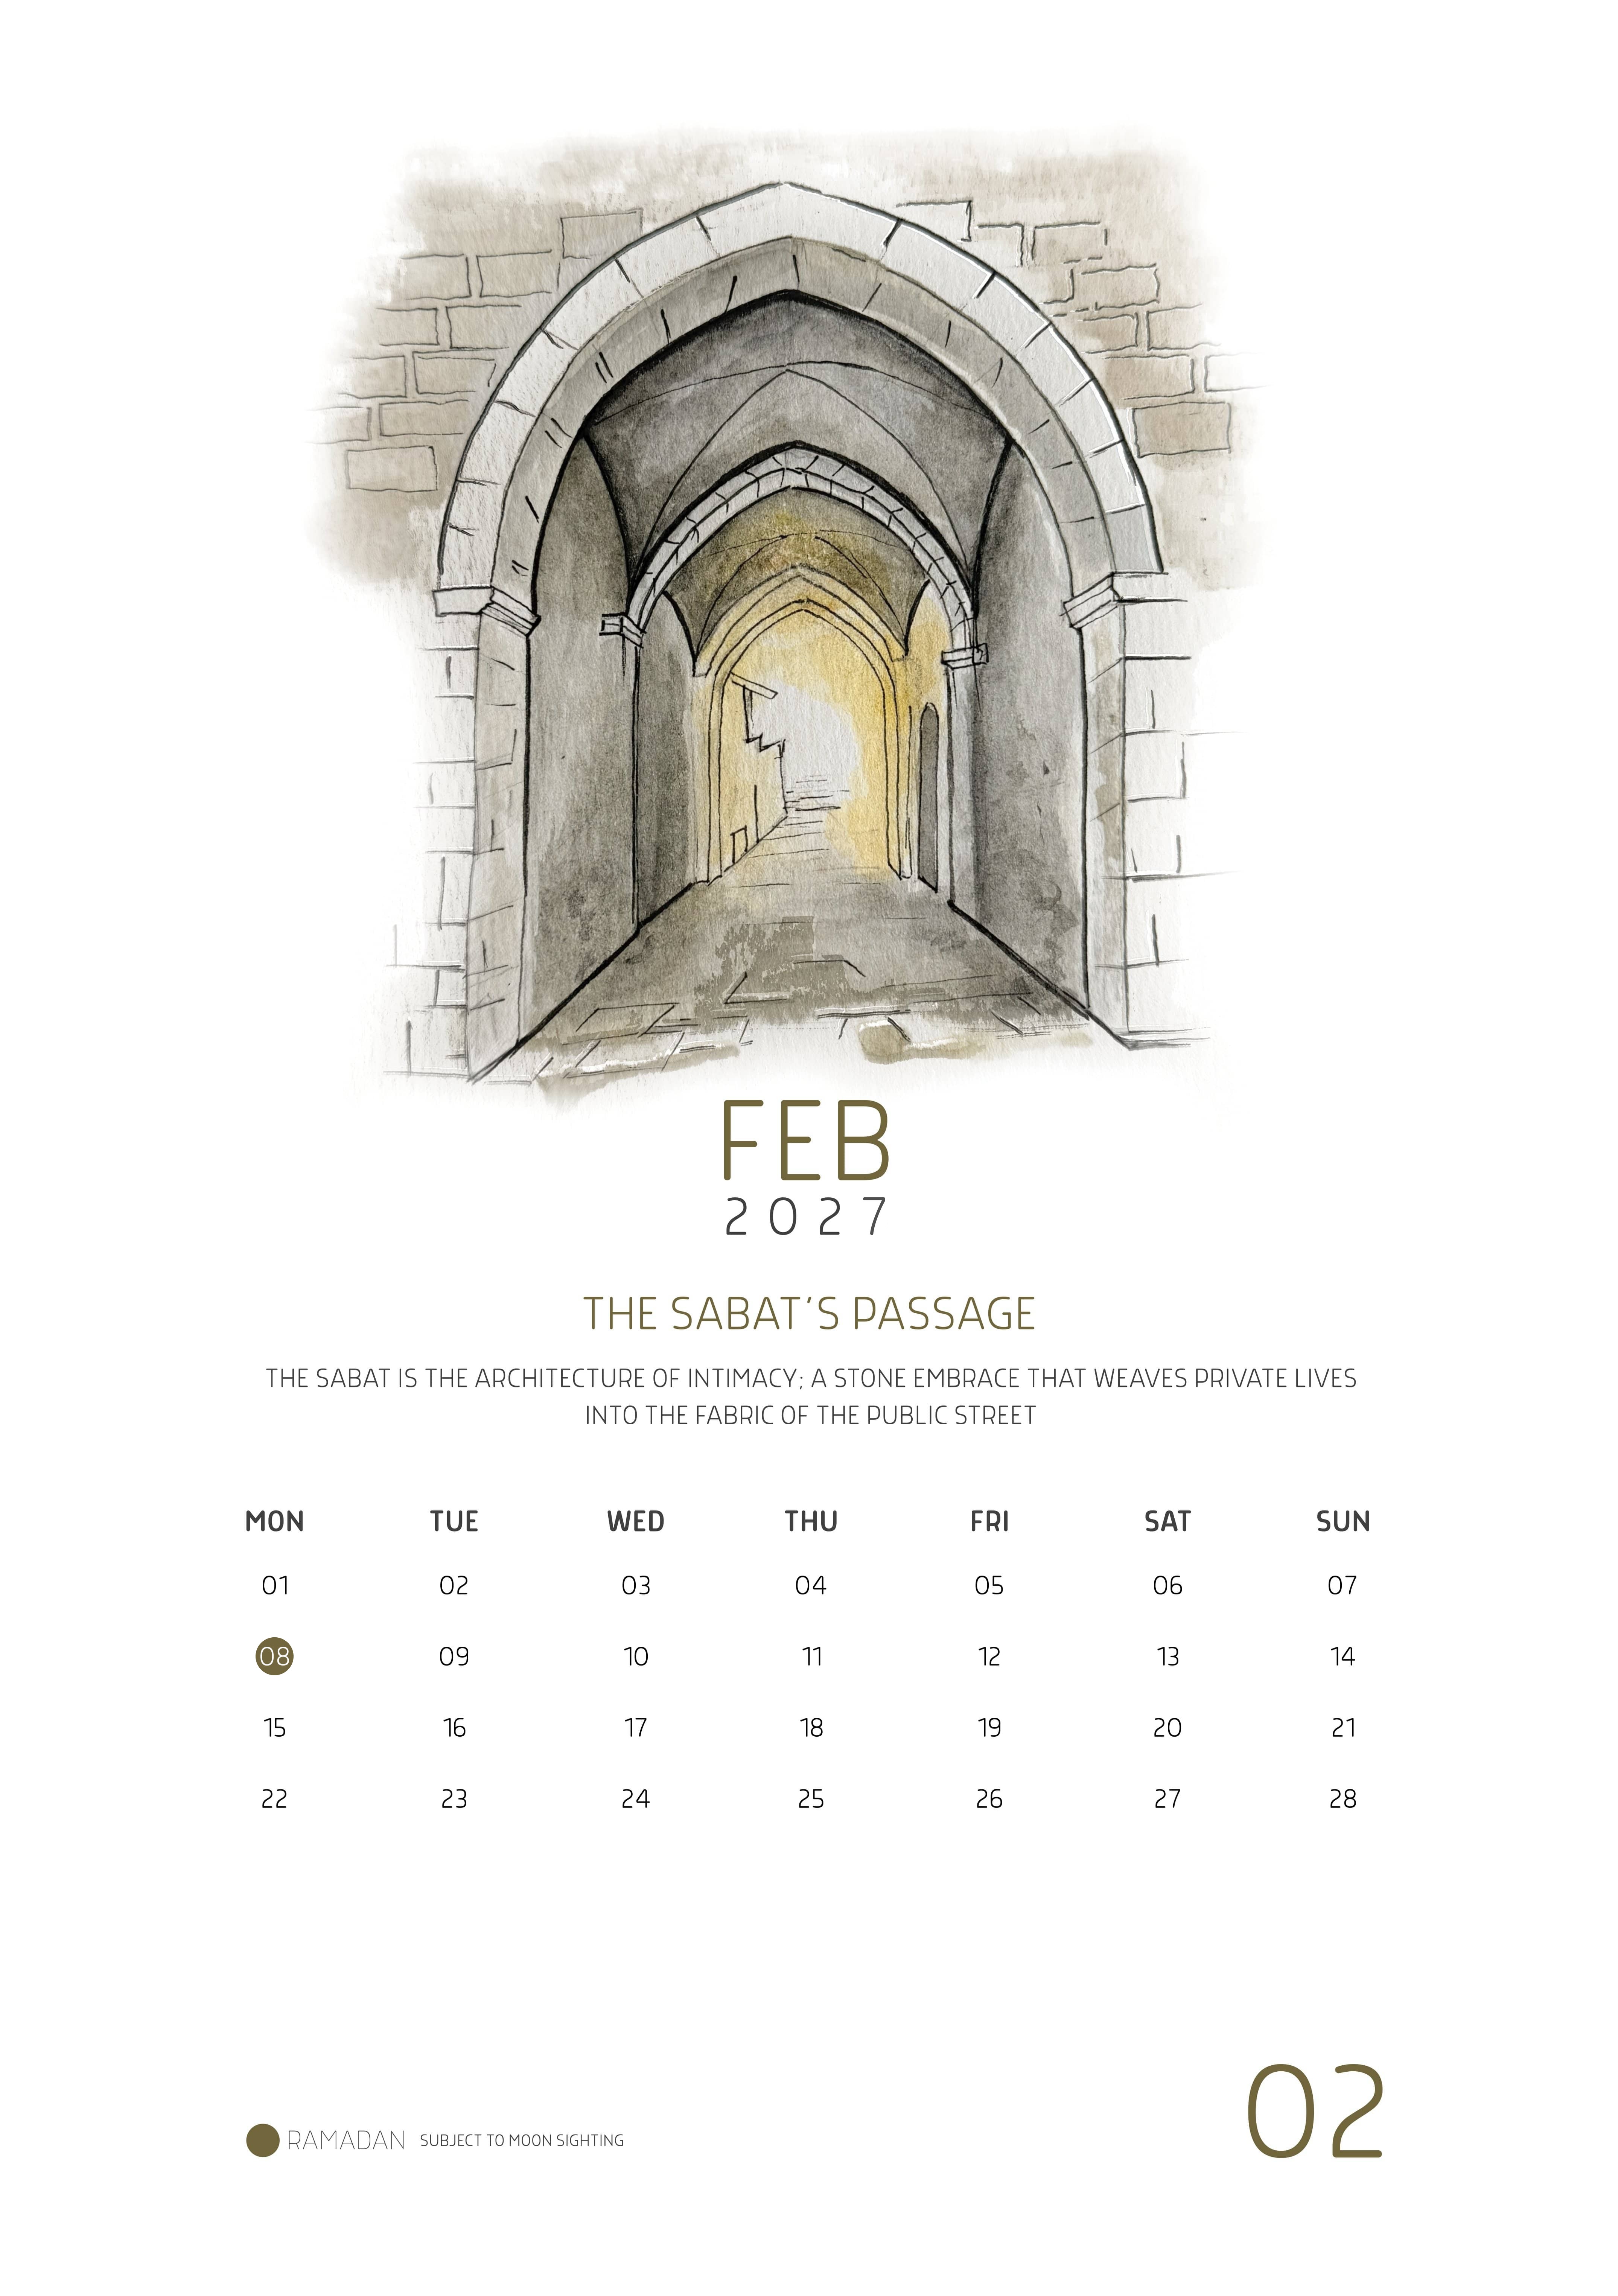 FEB
2027
THE SABAT'S PASSAGE
THE SABAT IS THE ARCHITECTURE OF INTIMACY; A STONE EMBRACE THAT WEAVES PRIVATE LIVES
INTO THE FABRIC OF THE PUBLIC STREET
MON TUE WED THU FRI SAT SUN
01 02 03 04 05 06 07
08 09 10 11 12 13 14
15 16 17 18 19 20 21
22 23 24 25 26 27 28
RAMADAN SUBJECT TO MOON SIGHTING
02